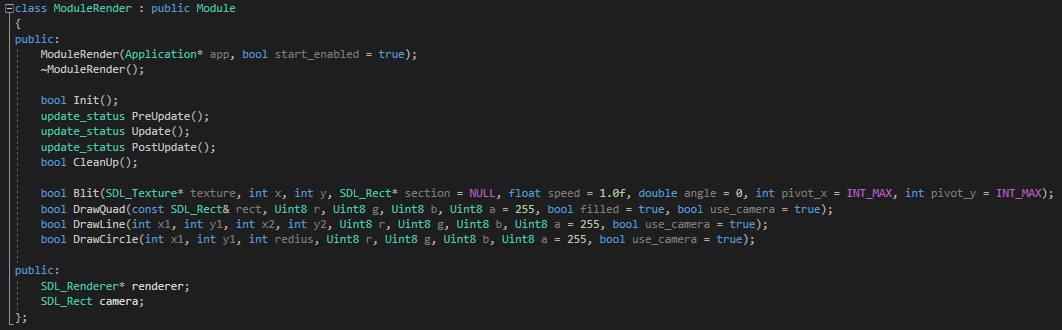 class ModuleRender : public Module
{
public:
    ModuleRender(Application* app, bool start_enabled = true);
    ~ModuleRender();

    bool Init();
    update_status PreUpdate();
    update_status Update();
    update_status PostUpdate();
    bool CleanUp();

    bool Blit(SDL_Texture* texture, int x, int y, SDL_Rect* section = NULL, float speed = 1.0f, double angle = 0, int pivot_x = INT_MAX, int pivot_y = INT_MAX);
    bool DrawQuad(const SDL_Rect& rect, Uint8 r, Uint8 g, Uint8 b, Uint8 a = 255, bool filled = true, bool use_camera = true);
    bool DrawLine(int x1, int y1, int x2, int y2, Uint8 r, Uint8 g, Uint8 b, Uint8 a = 255, bool use_camera = true);
    bool DrawCircle(int x1, int y1, int redius, Uint8 r, Uint8 g, Uint8 b, Uint8 a = 255, bool use_camera = true);

public:
    SDL_Renderer* renderer;
    SDL_Rect camera;
};